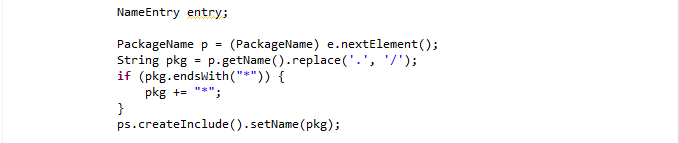 NameEntry entry;
PackageName p = (PackageName) e.nextElement();
String pkg = p.getName().replace('.', '/');
if (pkg.endsWith("*")) {
pkg += "*";
}
ps.createInclude().setName(pkg);